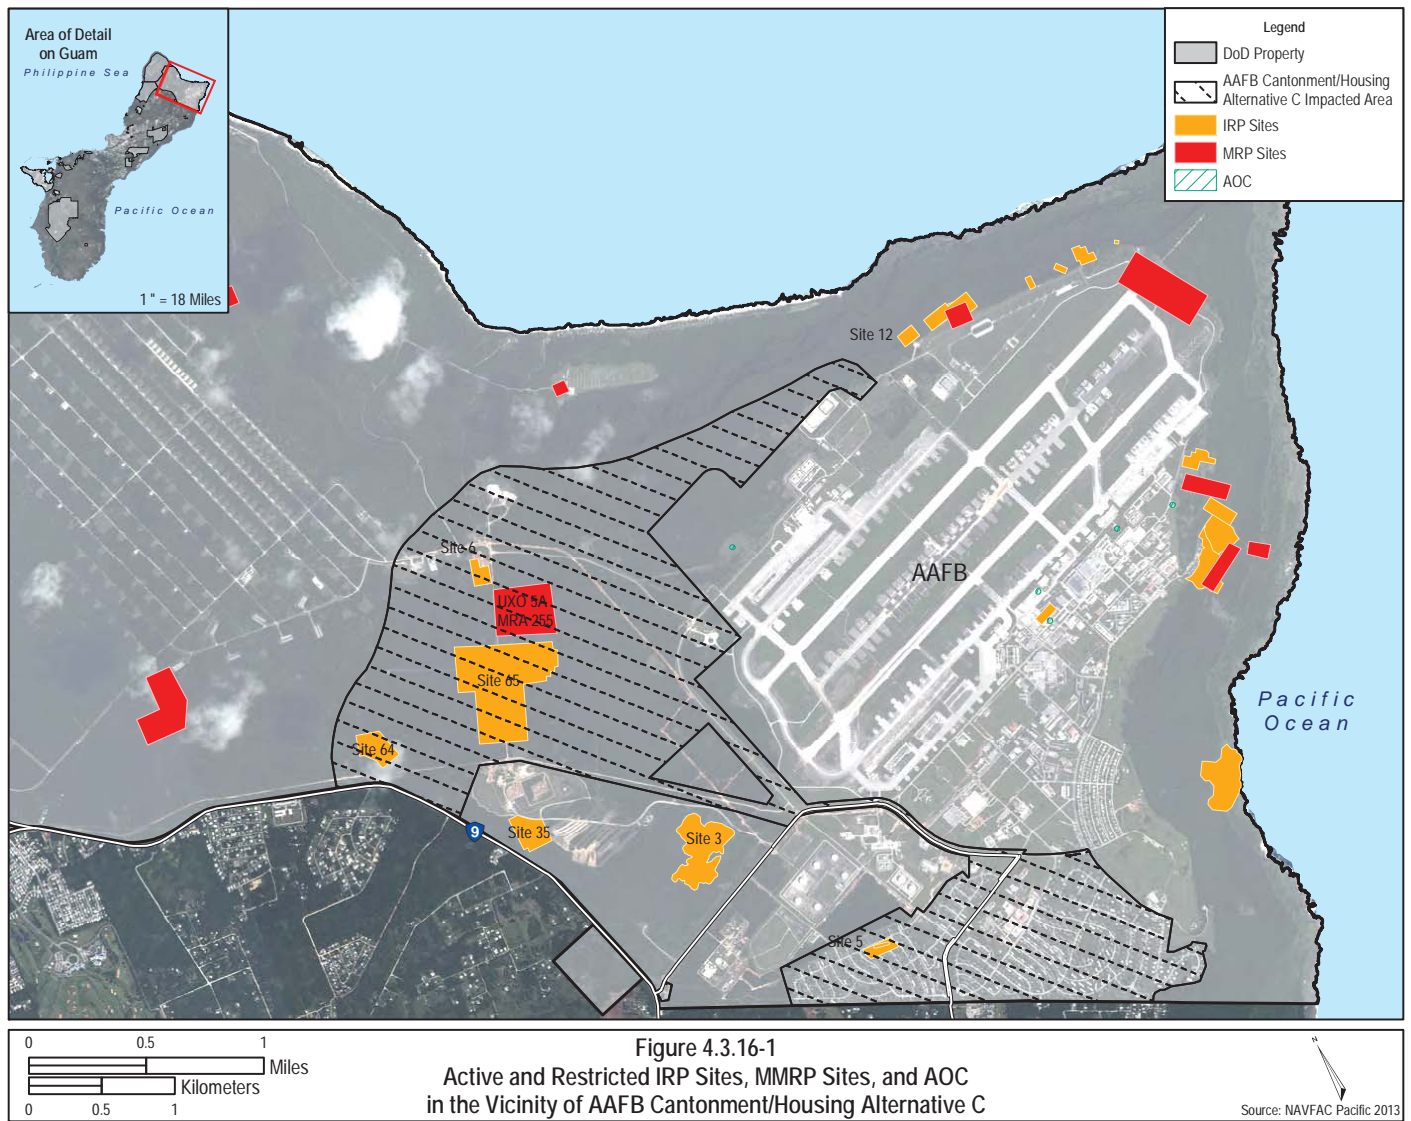 Area of Detail
on Guam
Philippine Sea
Pacific Ocean
1 " = 18 Miles
Legend
DoD Property
AAFB Cantonment/Housing
Alternative C Impacted Area
IRP Sites
MRP Sites
AOC
Site 12
Site 6
UXO 5A
MRA 255
AAFB
Site 65
Pacific
Ocean
Site 64
9
Site 35
Site 3
Site 5
0 0.5 1
Miles
Kilometers
0 0.5 1
Figure 4.3.16-1
Active and Restricted IRP Sites, MMRP Sites, and AOC
in the Vicinity of AAFB Cantonment/Housing Alternative C
N
Source: NAVFAC Pacific 2013